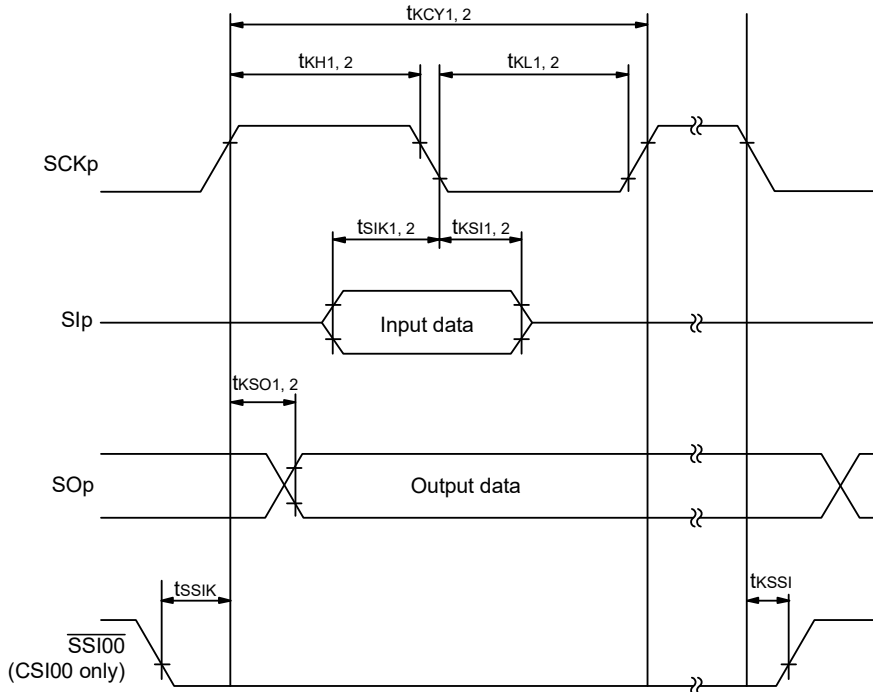 tKCY1, 2
tKH1, 2
tKL1, 2
SCKp
tSIK1, 2
tKSI1, 2
SIp
Input data
tKSO1, 2
SOp
Output data
tSSIK
tKSSI
SSI00
(CSI00 only)